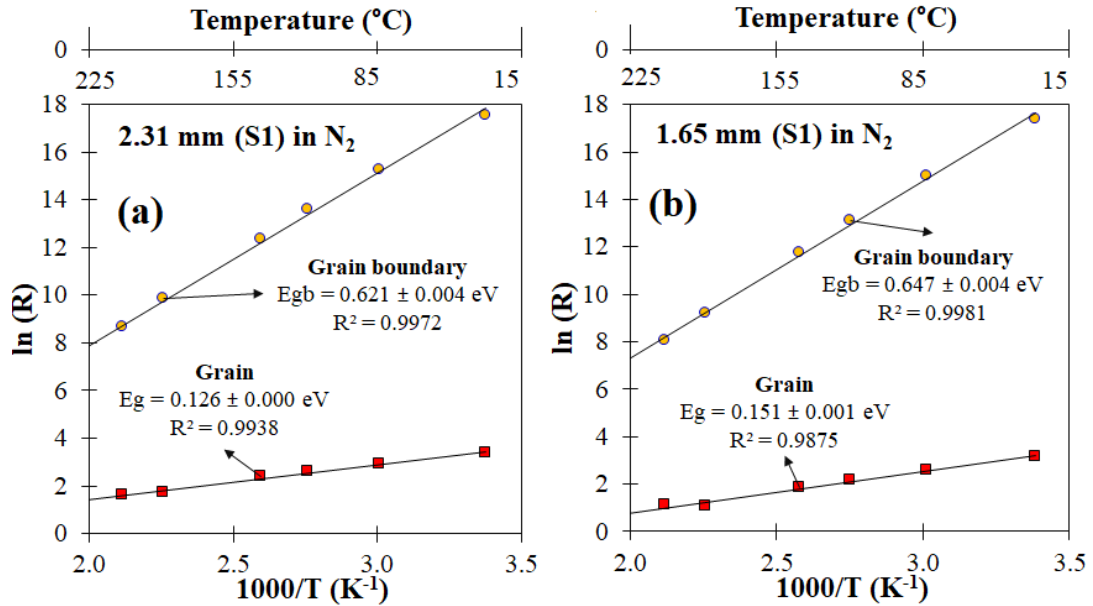 Temperature (°C)
0
225 155 85 15
18
16
14
12
10
8
6
4
2
0
ln (R)
2.31 mm (S1) in N₂
(a)
Grain boundary
Egb = 0.621 ± 0.004 eV
R² = 0.9972
Grain
Eg = 0.126 ± 0.000 eV
R² = 0.9938
2.0 2.5 3.0 3.5
1000/T (K⁻¹)
Temperature (°C)
0
225 155 85 15
18
16
14
12
10
8
6
4
2
0
ln (R)
1.65 mm (S1) in N₂
(b)
Grain boundary
Egb = 0.647 ± 0.004 eV
R² = 0.9981
Grain
Eg = 0.151 ± 0.001 eV
R² = 0.9875
2.0 2.5 3.0 3.5
1000/T (K⁻¹)